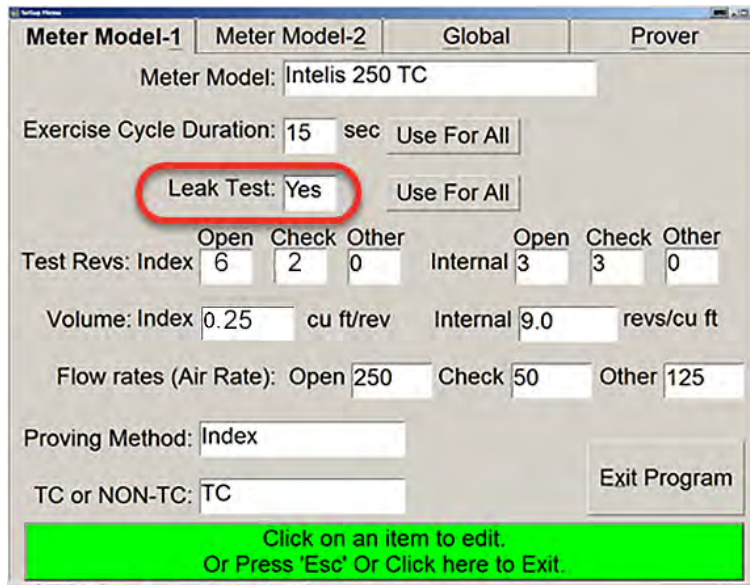 Setup Menu
Meter Model-1 Meter Model-2 Global Prover
Meter Model: Intelis 250 TC
Exercise Cycle Duration: 15 sec Use For All
Leak Test: Yes Use For All
Open Check Other Open Check Other
Test Revs: Index 6 2 0 Internal 3 3 0
Volume: Index 0.25 cu ft/rev Internal 9.0 revs/cu ft
Flow rates (Air Rate): Open 250 Check 50 Other 125
Proving Method: Index
Exit Program
TC or NON-TC: TC
Click on an item to edit.
Or Press 'Esc' Or Click here to Exit.